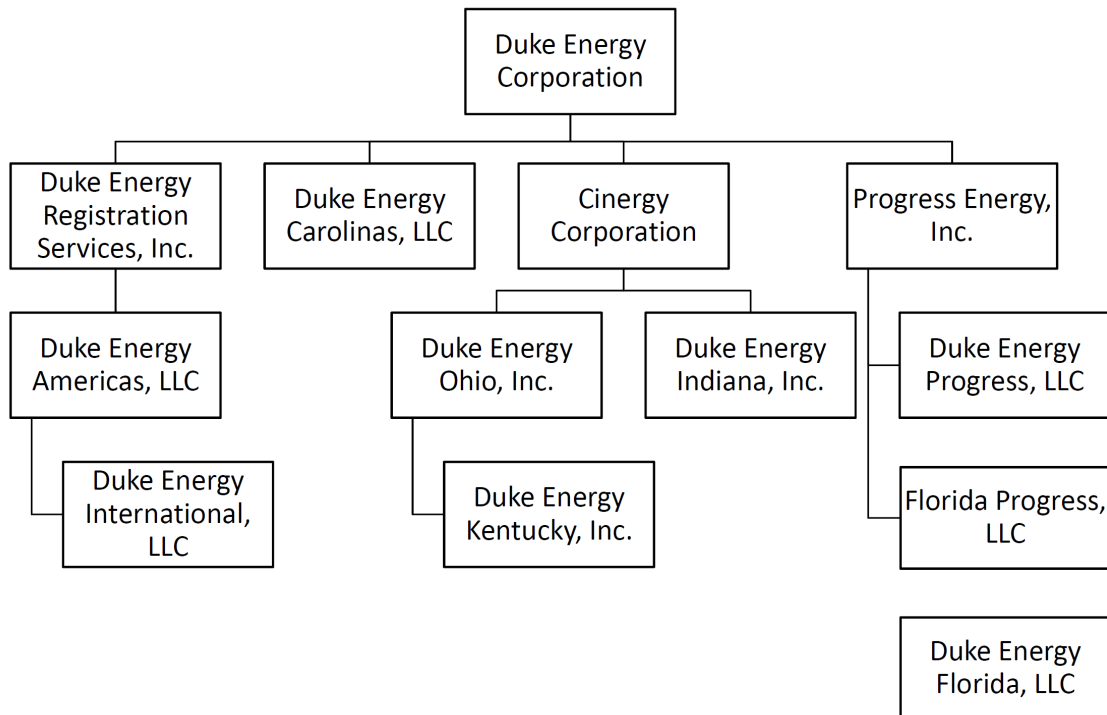 Duke Energy
Corporation
Duke Energy
Registration
Services, Inc.
Duke Energy
Carolinas, LLC
Cinergy
Corporation
Progress Energy,
Inc.
Duke Energy
Americas, LLC
Duke Energy
Ohio, Inc.
Duke Energy
Indiana, Inc.
Duke Energy
Progress, LLC
Duke Energy
International,
LLC
Duke Energy
Kentucky, Inc.
Florida Progress,
LLC
Duke Energy
Florida, LLC